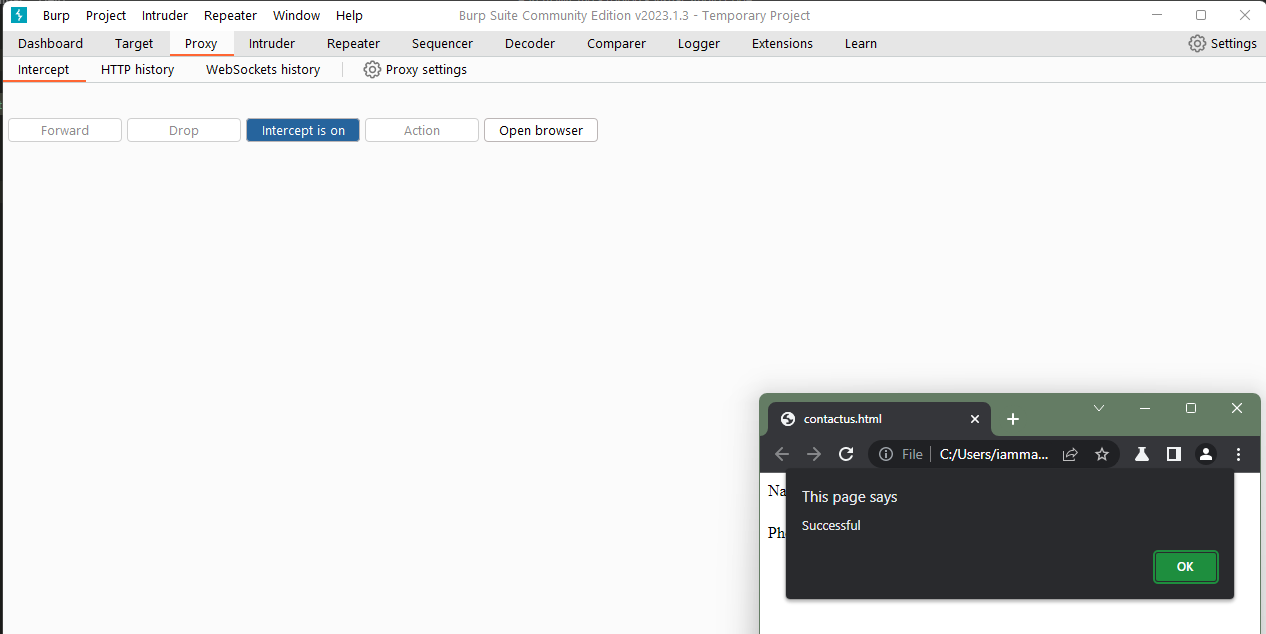 Burp Project Intruder Repeater Window Help Burp Suite Community Edition v2023.1.3 - Temporary Project
Dashboard Target Proxy Intruder Repeater Sequencer Decoder Comparer Logger Extensions Learn Settings
Intercept HTTP history WebSockets history Proxy settings
Forward Drop Intercept is on Action Open browser
contactus.html
File C:/Users/iamma...
Na
This page says
Successful
Ph
OK